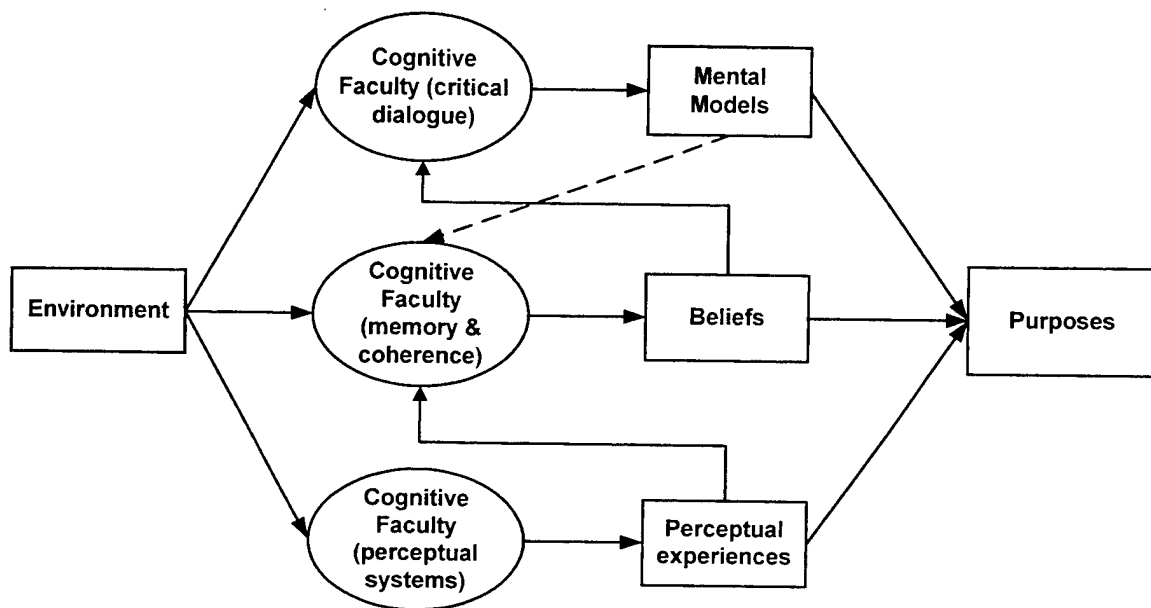 Cognitive
Faculty (critical
dialogue)
Mental
Models
Environment
Cognitive
Faculty
(memory &
coherence)
Beliefs
Purposes
Cognitive
Faculty
(perceptual
systems)
Perceptual
experiences